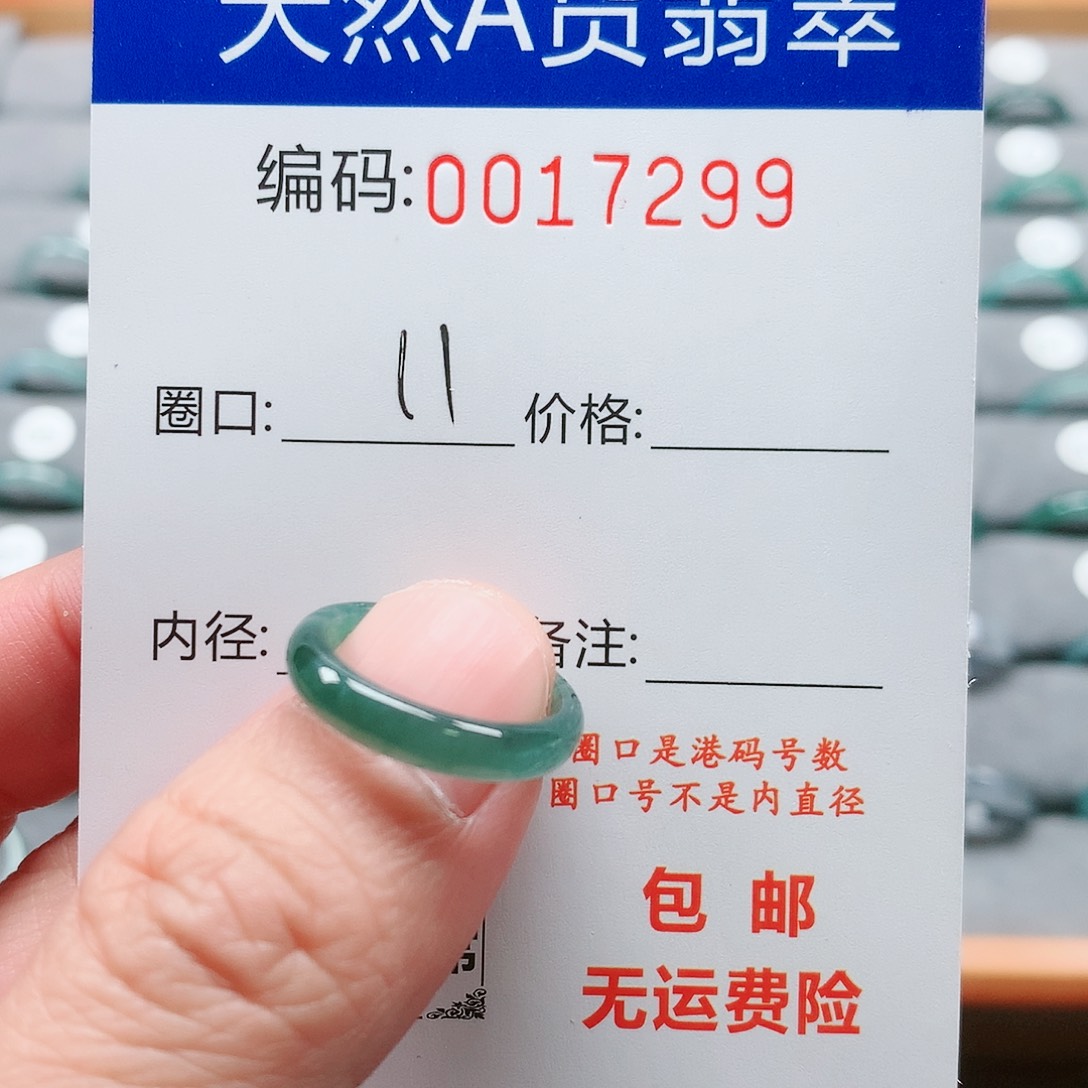 天然A货翡翠
编码:0017299
圈口: 11 价格:
内径: 备注:
圈口是港码号数
圈口号不是内直径
包 邮
无运费险